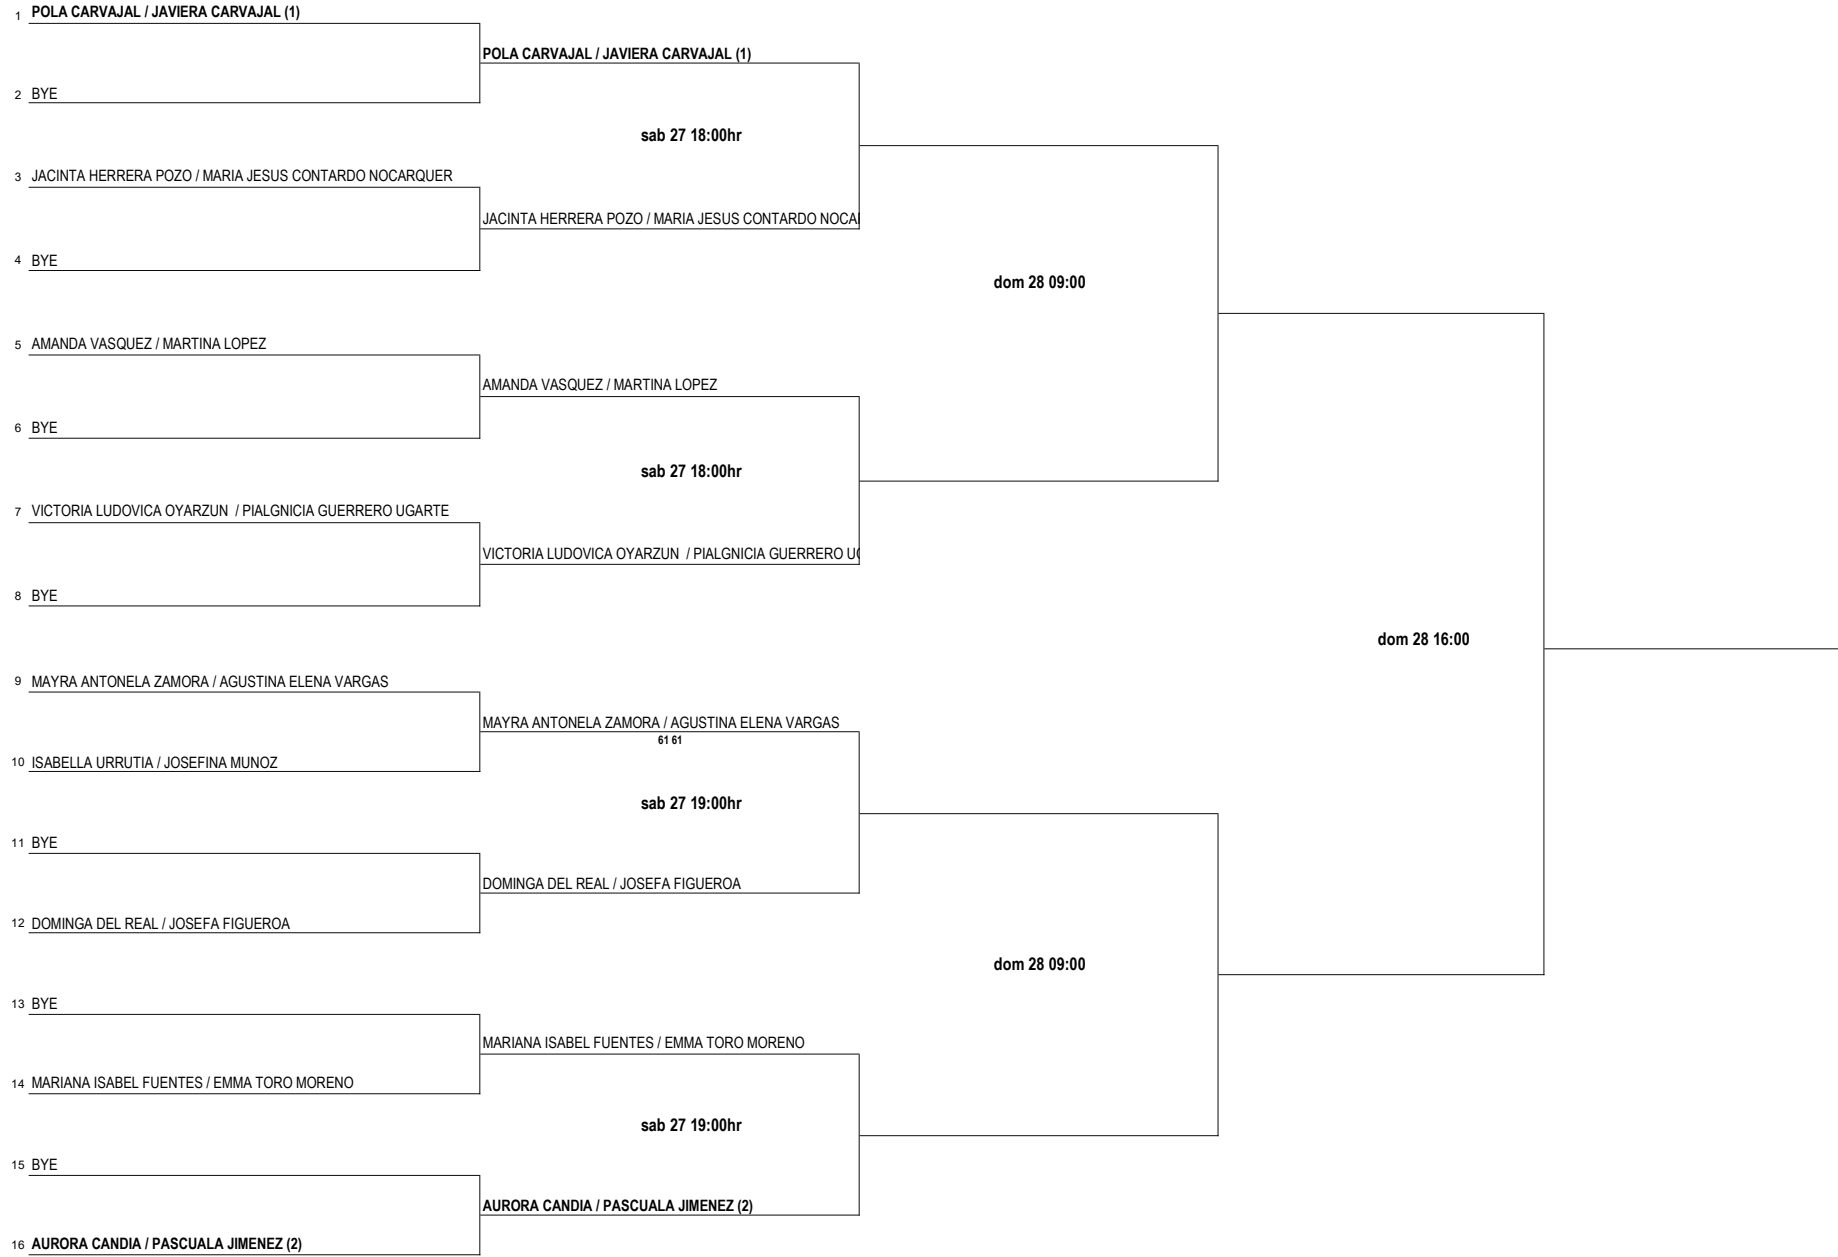 1 POLA CARVAJAL / JAVIERA CARVAJAL (1)
POLA CARVAJAL / JAVIERA CARVAJAL (1)
2 BYE
sab 27 18:00hr
3 JACINTA HERRERA POZO / MARIA JESUS CONTARDO NOCARQUER
JACINTA HERRERA POZO / MARIA JESUS CONTARDO NOCA
4 BYE
dom 28 09:00
5 AMANDA VASQUEZ / MARTINA LOPEZ
AMANDA VASQUEZ / MARTINA LOPEZ
6 BYE
sab 27 18:00hr
7 VICTORIA LUDOVICA OYARZUN / PIALGNICIA GUERRERO UGARTE
VICTORIA LUDOVICA OYARZUN / PIALGNICIA GUERRERO U
8 BYE
dom 28 16:00
9 MAYRA ANTONELA ZAMORA / AGUSTINA ELENA VARGAS
MAYRA ANTONELA ZAMORA / AGUSTINA ELENA VARGAS
61 61
10 ISABELLA URRUTIA / JOSEFINA MUNOZ
sab 27 19:00hr
11 BYE
DOMINGA DEL REAL / JOSEFA FIGUEROA
12 DOMINGA DEL REAL / JOSEFA FIGUEROA
dom 28 09:00
13 BYE
MARIANA ISABEL FUENTES / EMMA TORO MORENO
14 MARIANA ISABEL FUENTES / EMMA TORO MORENO
sab 27 19:00hr
15 BYE
AURORA CANDIA / PASCUALA JIMENEZ (2)
16 AURORA CANDIA / PASCUALA JIMENEZ (2)